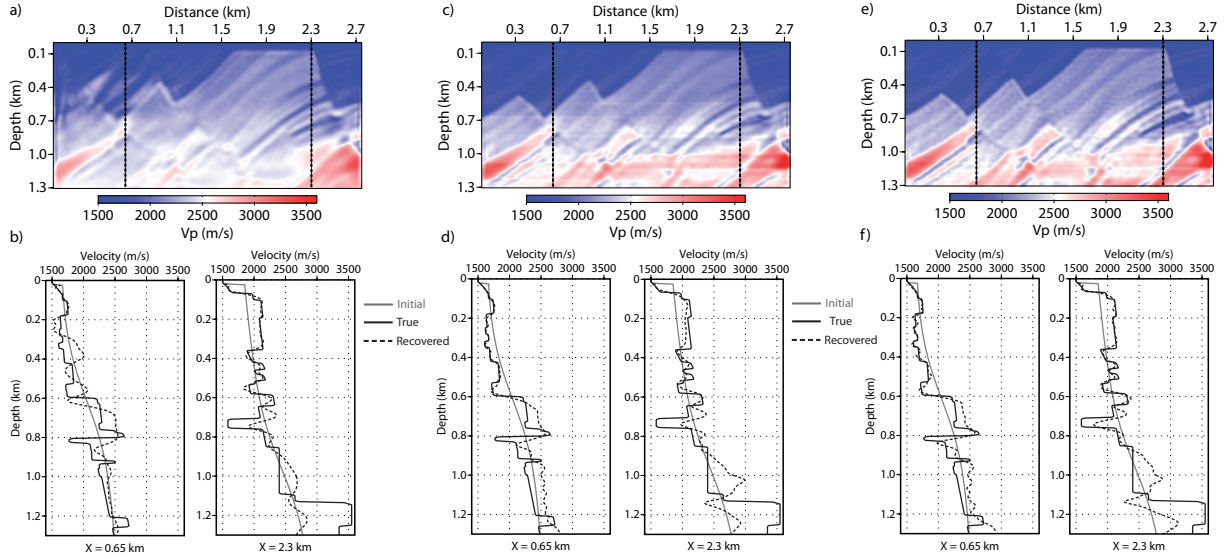 a)
Distance (km)
0.3 0.7 1.1 1.5 1.9 2.3 2.7
Depth (km)
0.1
0.4
0.7
1.0
1.3
1500 2000 2500 3000 3500
Vp (m/s)
c)
Distance (km)
0.3 0.7 1.1 1.5 1.9 2.3 2.7
Depth (km)
0.1
0.4
0.7
1.0
1.3
1500 2000 2500 3000 3500
Vp (m/s)
e)
Distance (km)
0.3 0.7 1.1 1.5 1.9 2.3 2.7
Depth (km)
0.1
0.4
0.7
1.0
1.3
1500 2000 2500 3000 3500
Vp (m/s)
b)
Velocity (m/s) Velocity (m/s)
1500 2000 2500 3000 3500 1500 2000 2500 3000 3500
Depth (km)
0
0.2
0.4
0.6
0.8
1.0
1.2
X = 0.65 km X = 2.3 km
Initial
True
Recovered
d)
Velocity (m/s) Velocity (m/s)
1500 2000 2500 3000 3500 1500 2000 2500 3000 3500
Depth (km)
0
0.2
0.4
0.6
0.8
1.0
1.2
X = 0.65 km X = 2.3 km
Initial
True
Recovered
f)
Velocity (m/s) Velocity (m/s)
1500 2000 2500 3000 3500 1500 2000 2500 3000 3500
Depth (km)
0
0.2
0.4
0.6
0.8
1.0
1.2
X = 0.65 km X = 2.3 km